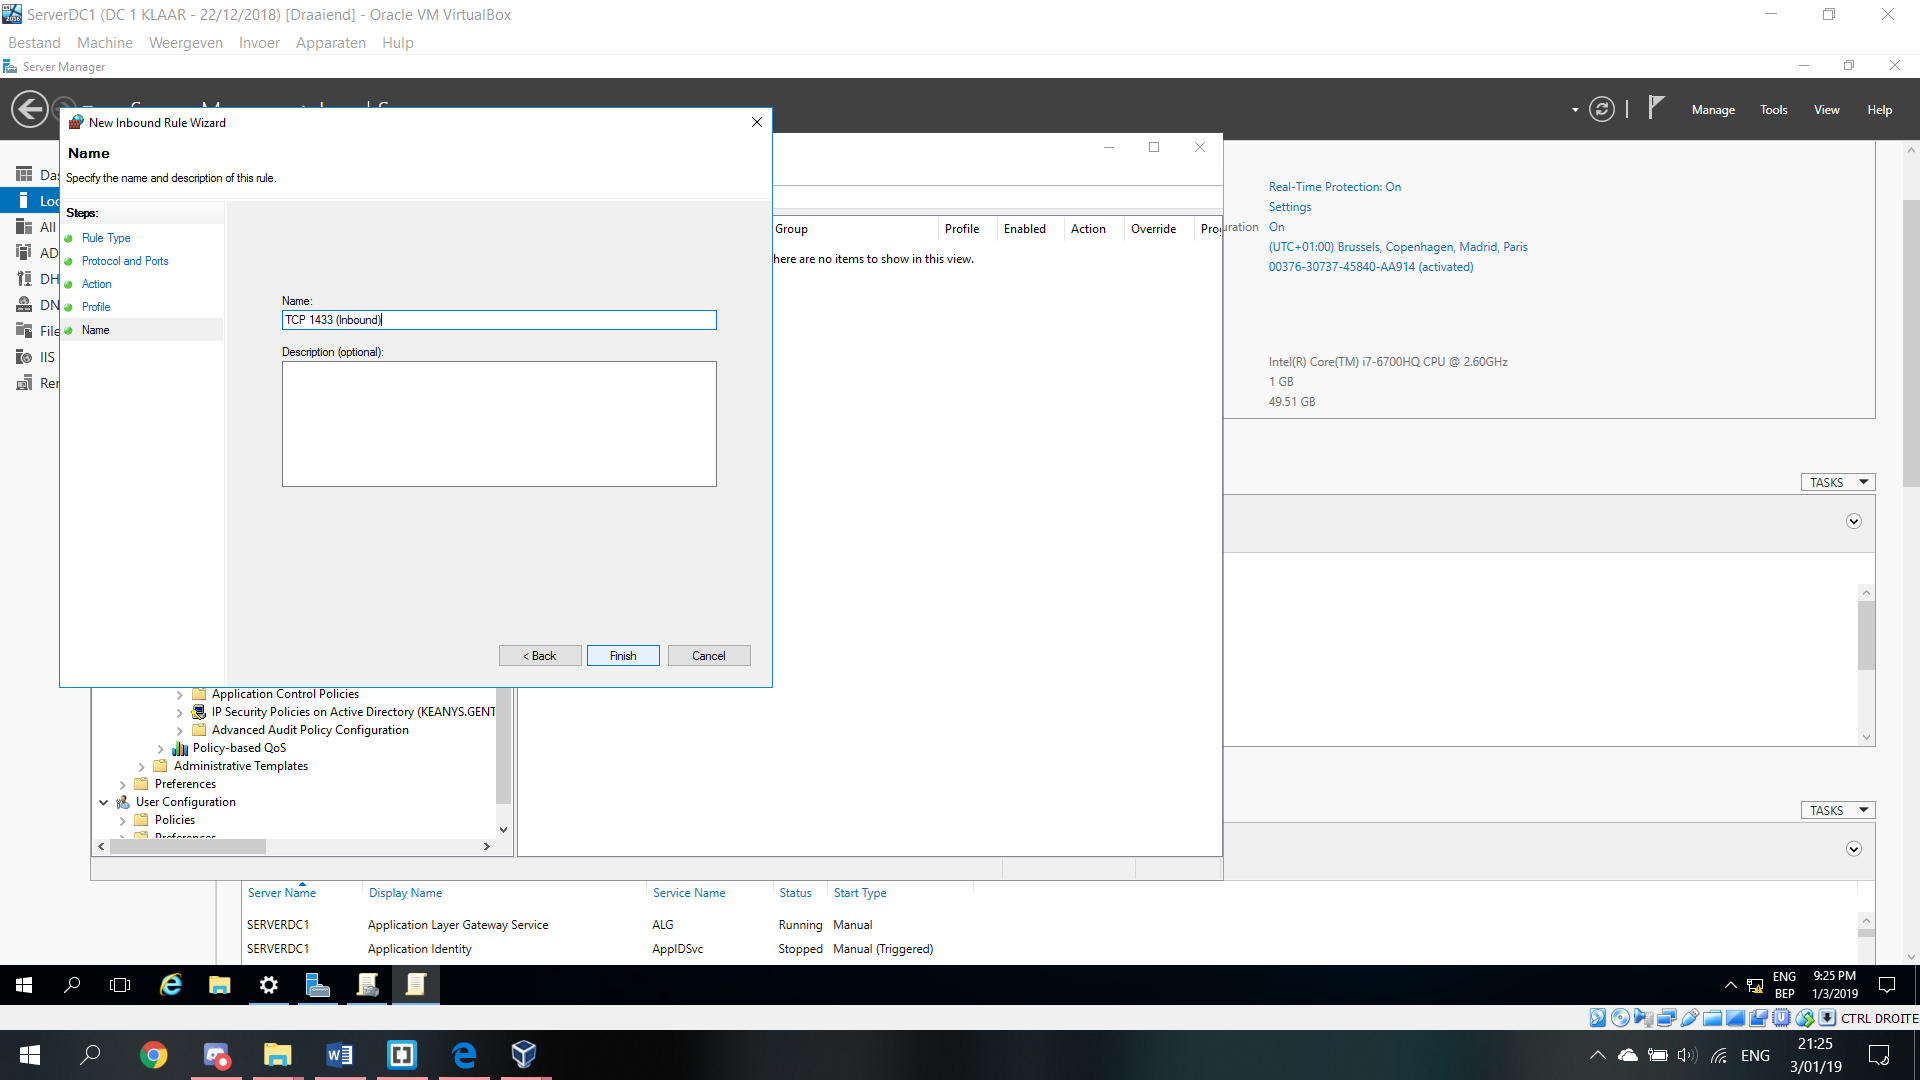 ServerDC1 (DC 1 KLAAR - 22/12/2018) [Draaiend] - Oracle VM VirtualBox
Bestand Machine Weergeven Invoer Apparaten Hulp
Server Manager
Manage Tools View Help
New Inbound Rule Wizard
Name
Specify the name and description of this rule.
Steps:
Rule Type
Protocol and Ports
Action
Profile
Name
Name:
TCP 1433 (Inbound)
Description (optional):
< Back Finish Cancel
Das
Loc
All
AD
DH
DN
File
IIS
Rer
Group Profile Enabled Action Override Prog
here are no items to show in this view.
Real-Time Protection: On
Settings
uration On
(UTC+01:00) Brussels, Copenhagen, Madrid, Paris
00376-30737-45840-AA914 (activated)
Intel(R) Core(TM) i7-6700HQ CPU @ 2.60GHz
1 GB
49.51 GB
TASKS
Application Control Policies
IP Security Policies on Active Directory (KEANYS.GENT
Advanced Audit Policy Configuration
Policy-based QoS
Administrative Templates
Preferences
User Configuration
Policies
Preferences
TASKS
Server Name Display Name Service Name Status Start Type
SERVERDC1 Application Layer Gateway Service ALG Running Manual
SERVERDC1 Application Identity AppIDSvc Stopped Manual (Triggered)
ENG
BEP
9:25 PM
1/3/2019
CTRL DROITE
ENG
21:25
3/01/19